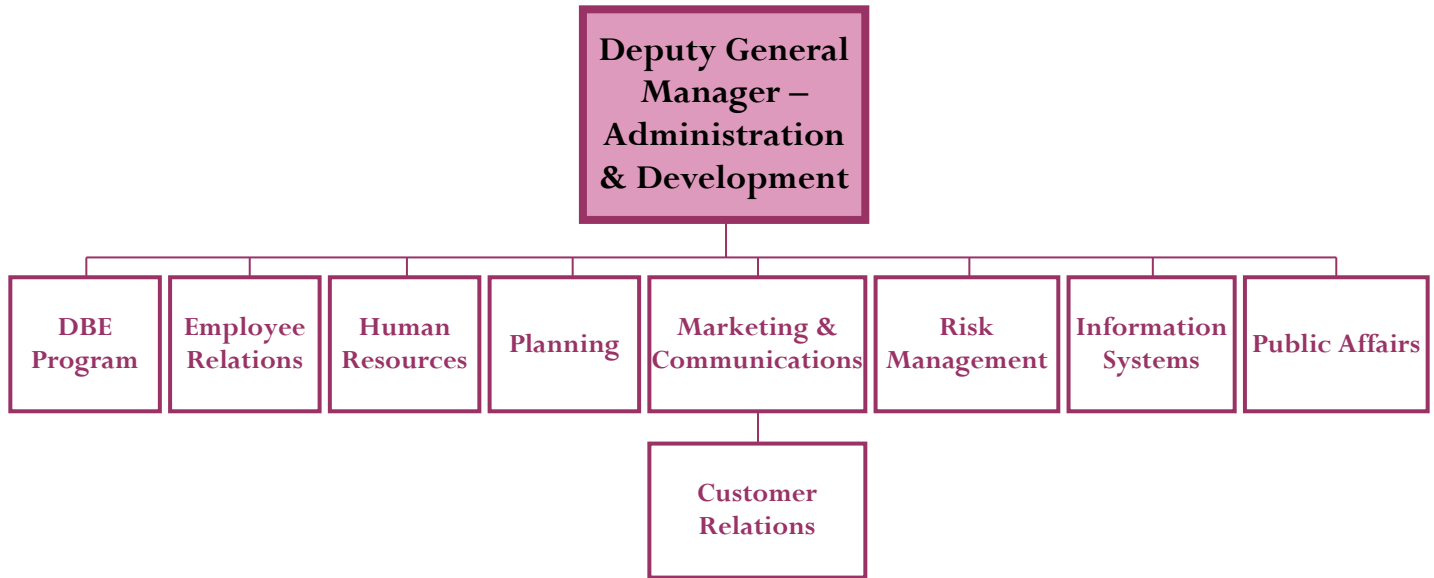 Deputy General
Manager –
Administration
& Development
DBE
Program
Employee
Relations
Human
Resources
Planning
Marketing &
Communications
Risk
Management
Information
Systems
Public Affairs
Customer
Relations